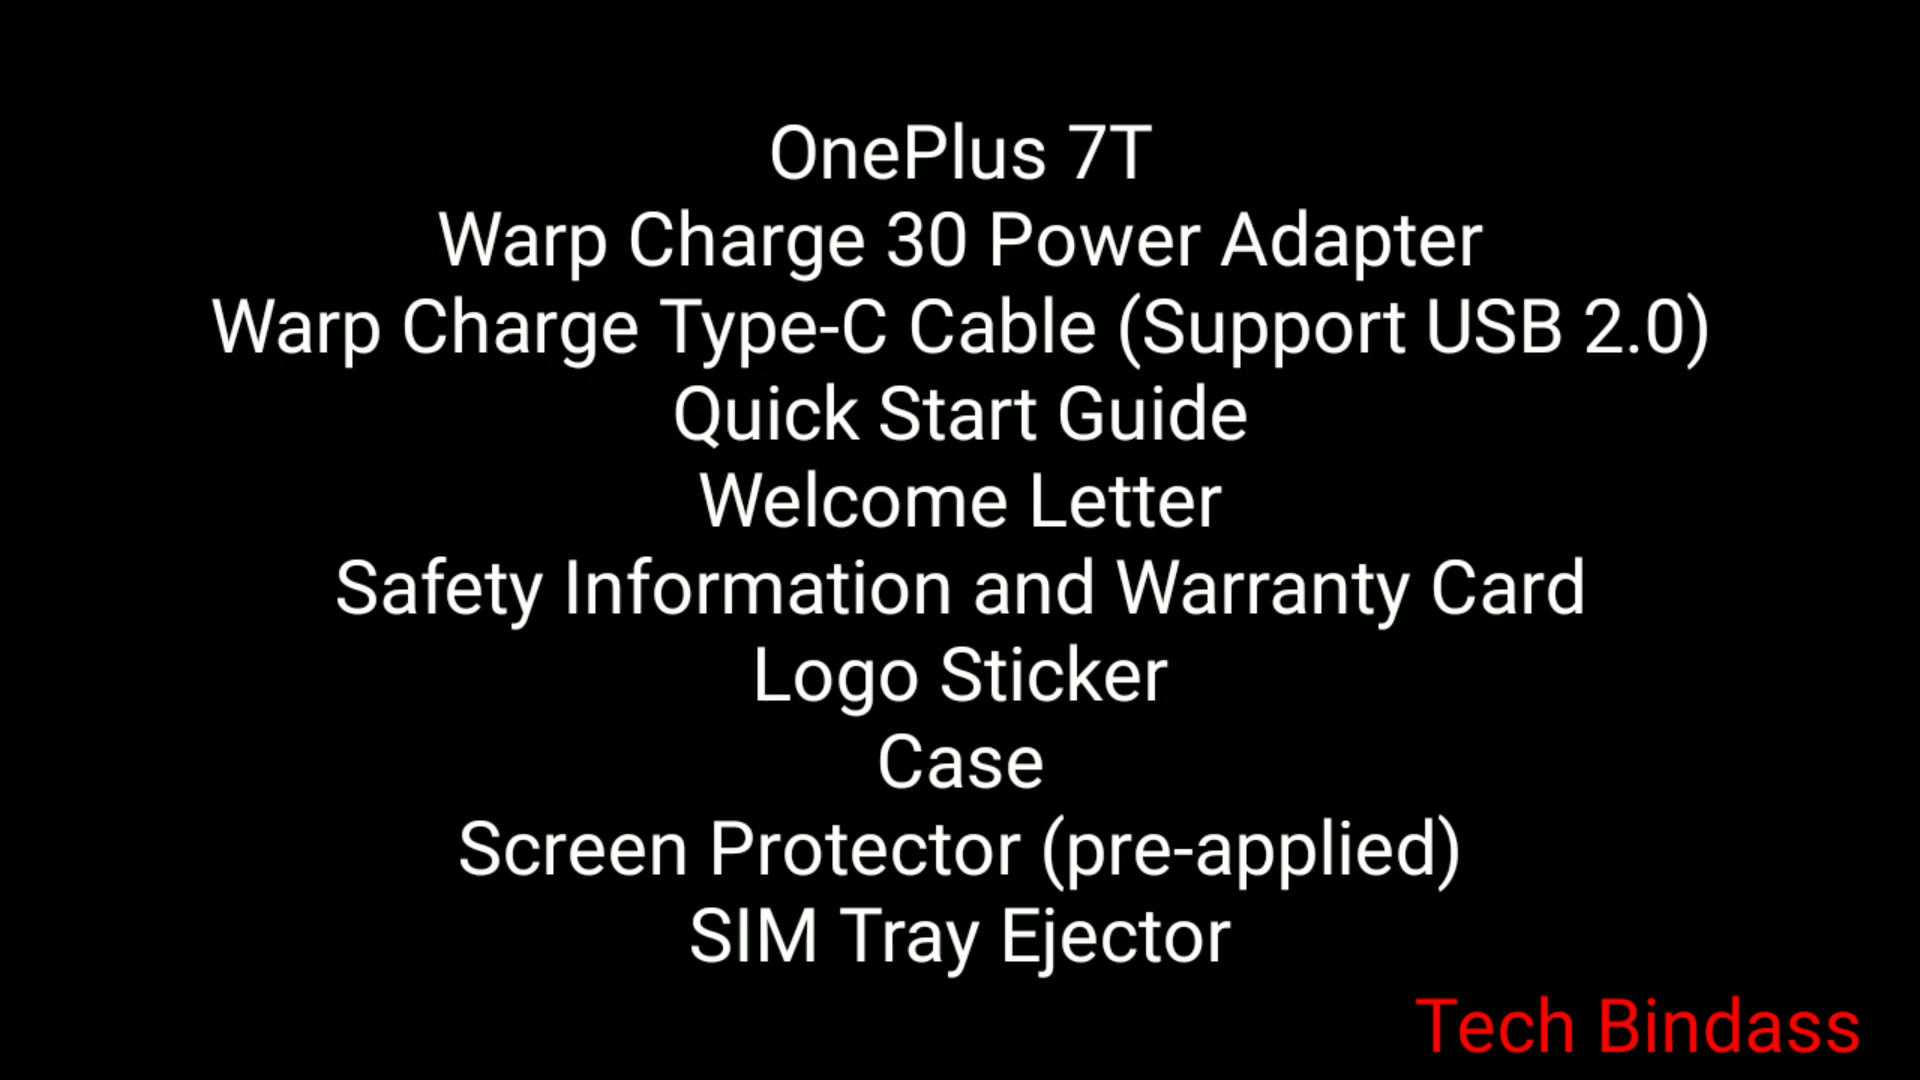 OnePlus 7T
Warp Charge 30 Power Adapter
Warp Charge Type-C Cable (Support USB 2.0)
Quick Start Guide
Welcome Letter
Safety Information and Warranty Card
Logo Sticker
Case
Screen Protector (pre-applied)
SIM Tray Ejector
Tech Bindass